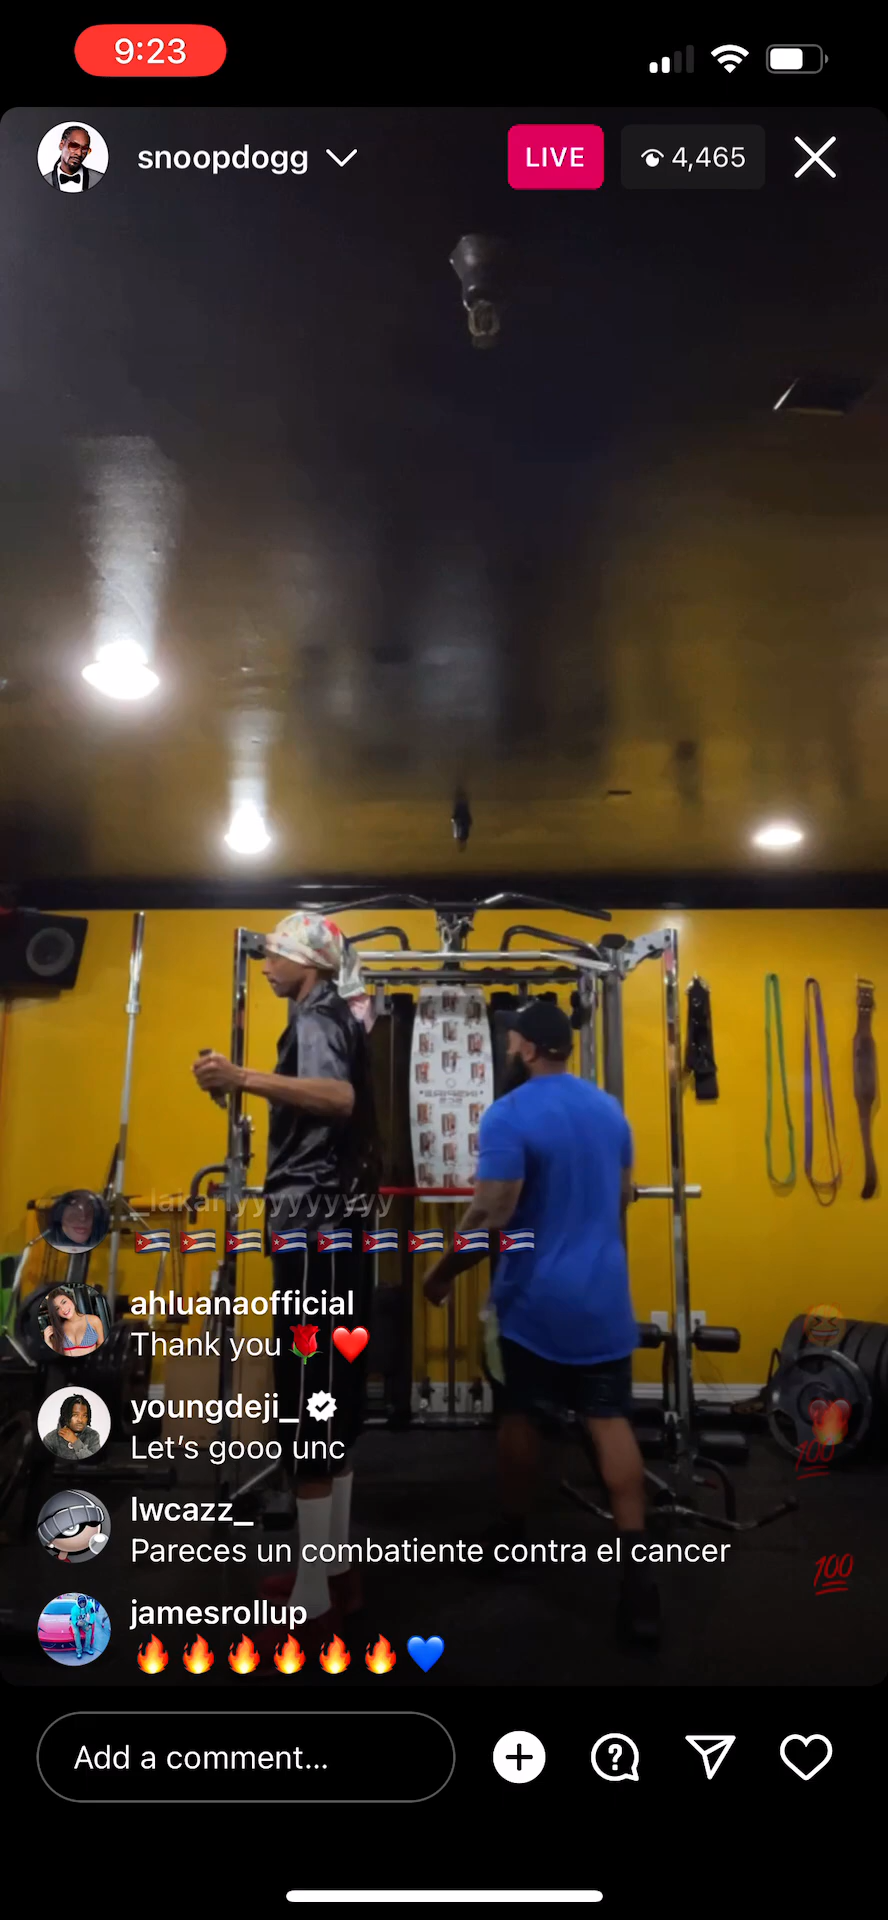 9:23
snoopdogg
LIVE
4,465
_lakarlyyyyyyyyy
ahluanaofficial
Thank you🌹❤️
youngdeji_
Let’s gooo unc
lwcazz_
Pareces un combatiente contra el cancer
jamesrollup
Add a comment...